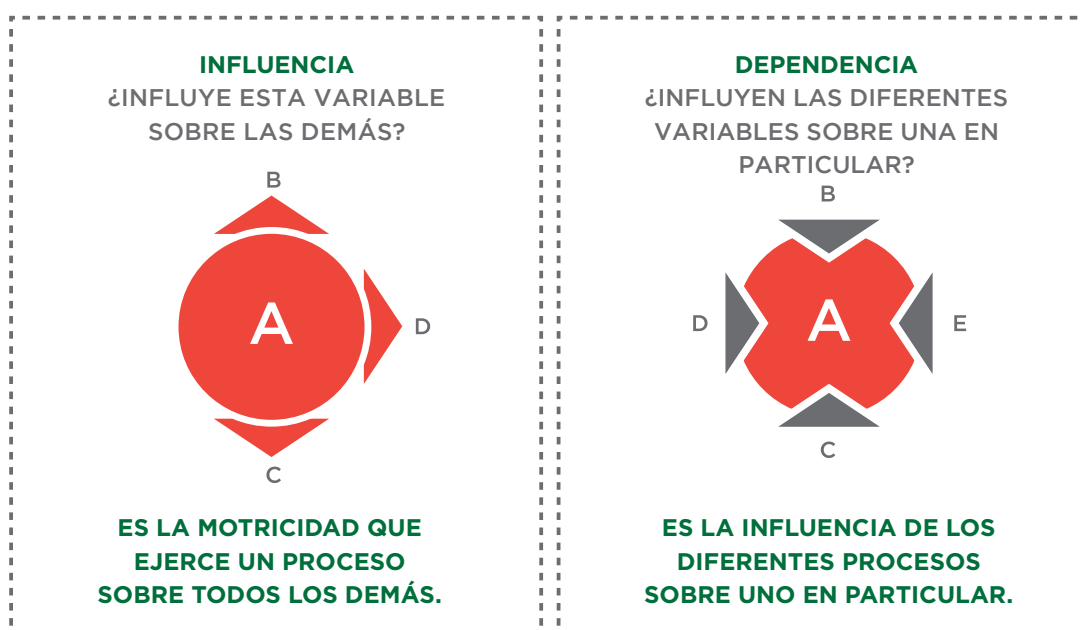 INFLUENCIA
¿INFLUYE ESTA VARIABLE
SOBRE LAS DEMÁS?
B
A
D
C
ES LA MOTRICIDAD QUE
EJERCE UN PROCESO
SOBRE TODOS LOS DEMÁS.
DEPENDENCIA
¿INFLUYEN LAS DIFERENTES
VARIABLES SOBRE UNA EN
PARTICULAR?
B
D
A
E
C
ES LA INFLUENCIA DE LOS
DIFERENTES PROCESOS
SOBRE UNO EN PARTICULAR.